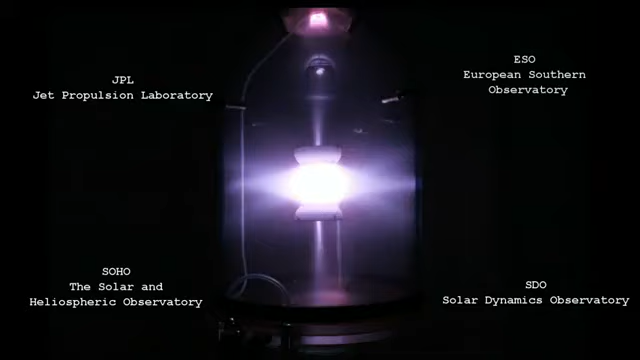 JPL
Jet Propulsion Laboratory
ESO
European Southern
Observatory
SOHO
The Solar and
Heliospheric Observatory
SDO
Solar Dynamics Observatory